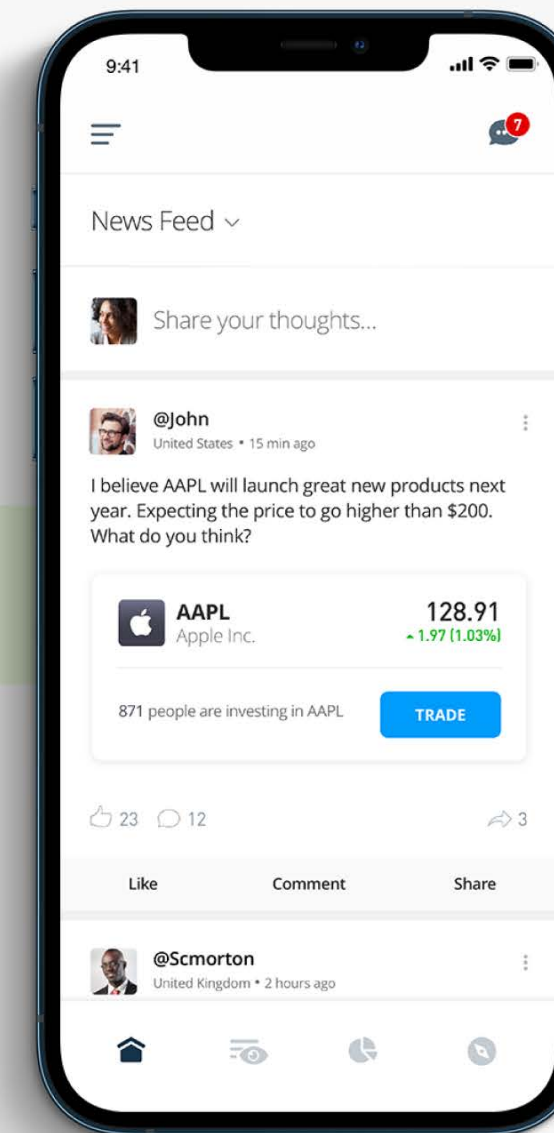 9:41
7
News Feed
Share your thoughts...
@John
United States • 15 min ago
I believe AAPL will launch great new products next
year. Expecting the price to go higher than $200.
What do you think?
AAPL 128.91
Apple Inc. 1.97 (1.03%)
871 people are investing in AAPL TRADE
23 12 3
Like Comment Share
@Scmorton
United Kingdom • 2 hours ago